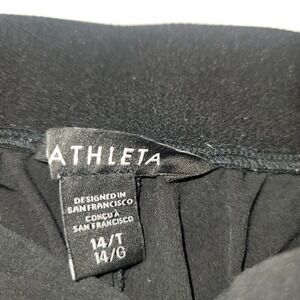 ATHLETA
DESIGNED IN
SAN FRANCISCO
CONÇU À
SAN FRANCISCO
14/T
14/G